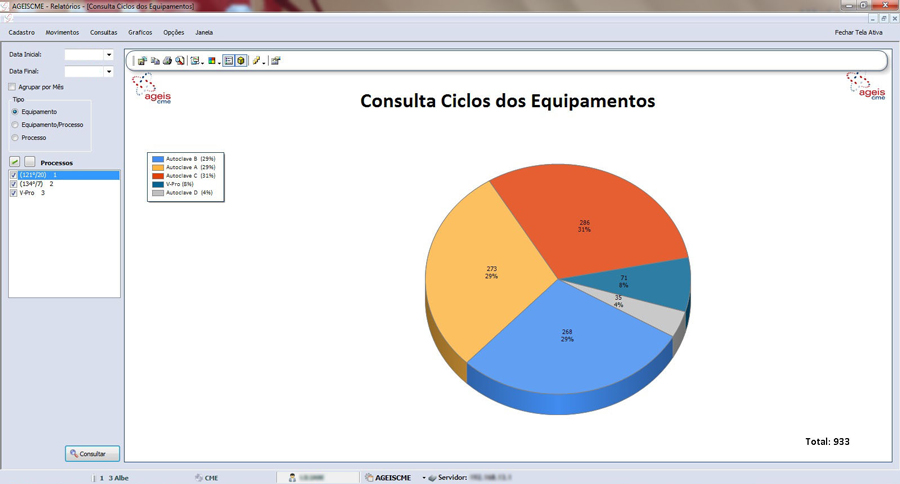 AGEISCME - Relatórios - [Consulta Ciclos dos Equipamentos]
Cadastro Movimentos Consultas Graficos Opções Janela Fechar Tela Ativa
Data Inicial:
Data Final:
Agrupar por Mês
Tipo
Equipamento
Equipamento/Processo
Processo
Processos
(121°/20) 1
(134°/7) 2
V-Pro 3
Consultar
ageis
cme
Consulta Ciclos dos Equipamentos
ageis
cme
Autoclave B (29%)
Autoclave A (29%)
Autoclave C (31%)
V-Pro (8%)
Autoclave D (4%)
286
31%
273
29%
71
8%
35
4%
268
29%
Total: 933
1 3 Albe CME AGEISCME Servidor: